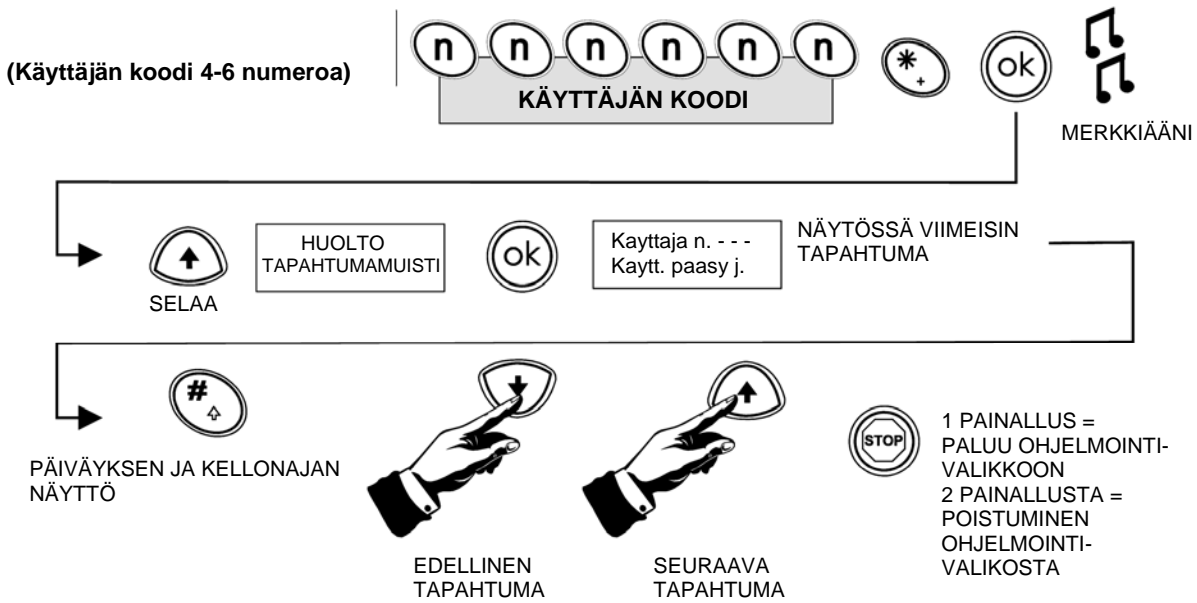 (Käyttäjän koodi 4-6 numeroa)
n n n n n n * + ok
KÄYTTÄJÄN KOODI
MERKKIÄÄNI
SELAA
HUOLTO
TAPAHTUMAMUISTI
ok
Kayttaja n. - - -
Kaytt. paasy j.
NÄYTÖSSÄ VIIMEISIN
TAPAHTUMA
#
PÄIVÄYKSEN JA KELLONAJAN
NÄYTTÖ
EDELLINEN
TAPAHTUMA
SEURAAVA
TAPAHTUMA
STOP
1 PAINALLUS =
PALUU OHJELMOINTI-
VALIKKOON
2 PAINALLUSTA =
POISTUMINEN
OHJELMOINTI-
VALIKOSTA